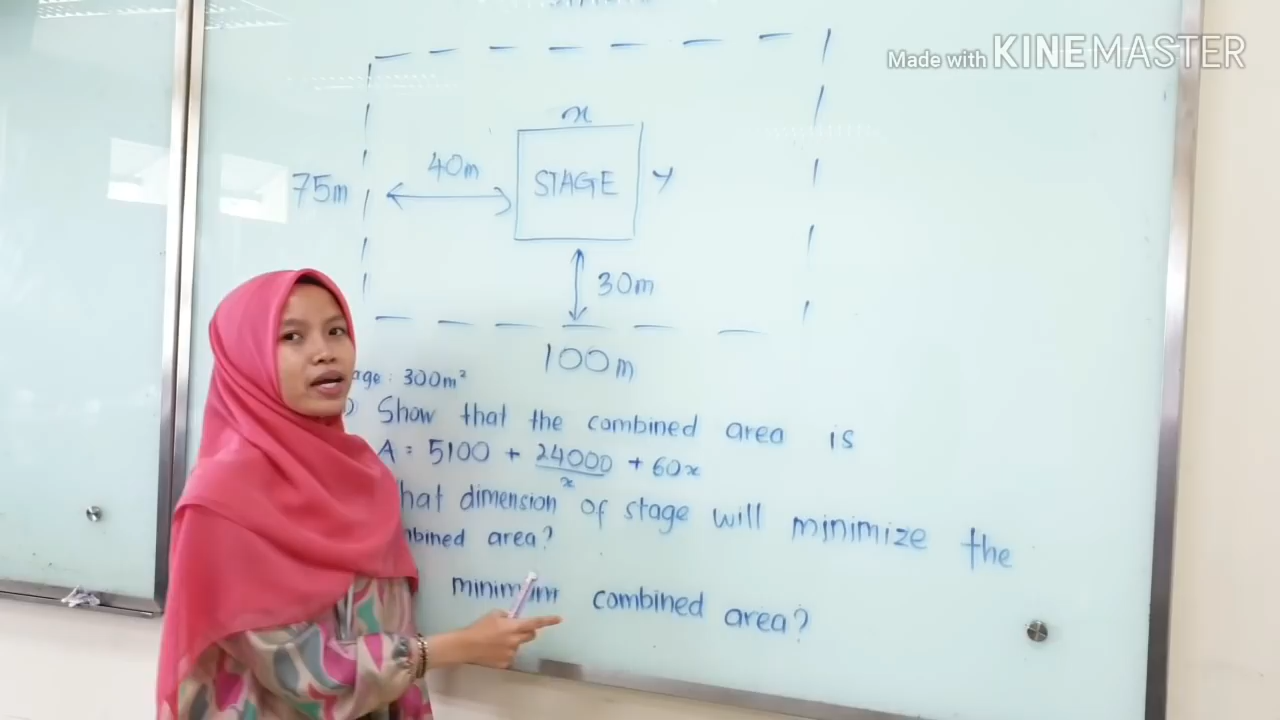 Made with KINEMASTER
x
40m
STAGE
y
75m
30m
100m
age: 300m²
) Show that the combined area is
A = 5100 + 24000/x + 60x
hat dimension of stage will minimize the
mbined area?
minimum combined area?